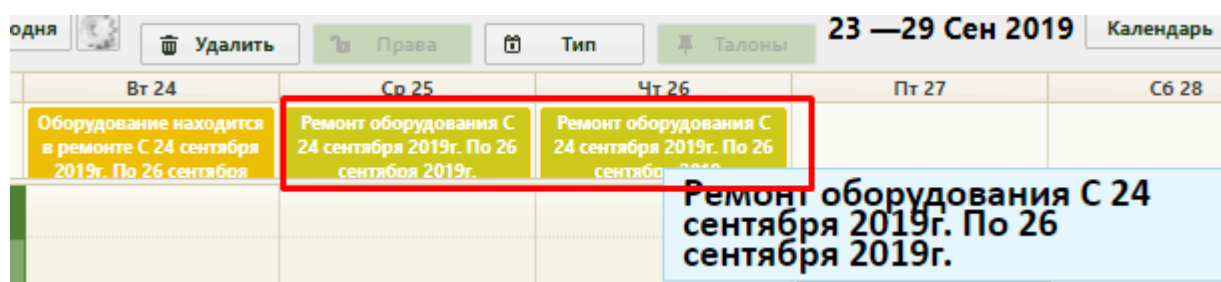 одня Удалить Права Тип Талоны 23 —29 Сен 2019 Календарь
Вт 24 Ср 25 Чт 26 Пт 27 Сб 28
Оборудование находится
в ремонте С 24 сентября
2019г. По 26 сентября
Ремонт оборудования С
24 сентября 2019г. По 26
сентября 2019г.
Ремонт оборудования С
24 сентября 2019г. По 26
сентября 2019
Ремонт оборудования С 24
сентября 2019г. По 26
сентября 2019г.